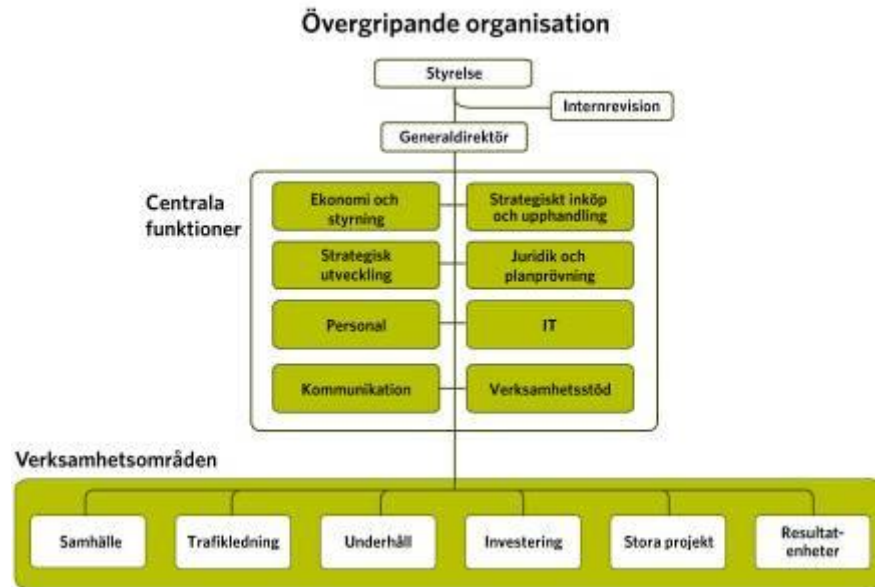 Övergripande organisation
Styrelse
Internrevision
Generaldirektör
Centrala
funktioner
Ekonomi och
styrning
Strategiskt inköp
och upphandling
Strategisk
utveckling
Juridik och
planprövning
Personal
IT
Kommunikation
Verksamhetsstöd
Verksamhetsområden
Samhälle
Trafikledning
Underhåll
Investering
Stora projekt
Resultat-
enheter